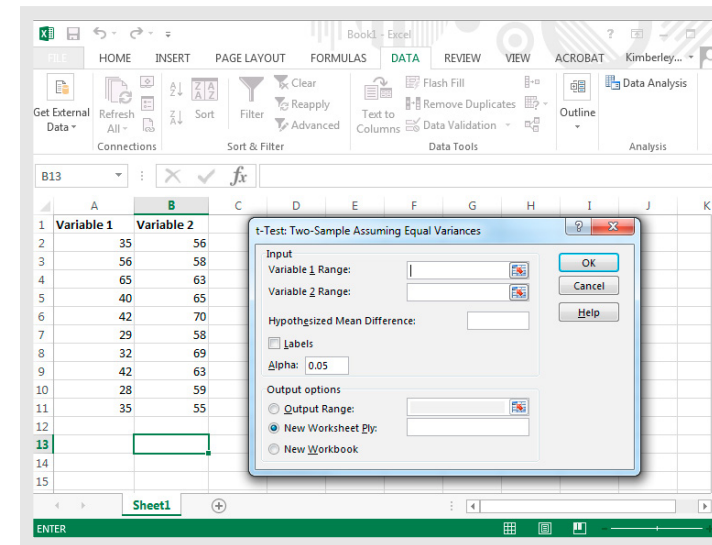 Book1 - Excel
?
FILE HOME INSERT PAGE LAYOUT FORMULAS DATA REVIEW VIEW ACROBAT Kimberley...
Get External Data
Refresh All
Connections
Sort
Filter
Clear
Reapply
Advanced
Sort & Filter
Text to Columns
Flash Fill
Remove Duplicates
Data Validation
Data Tools
Outline
Data Analysis
Analysis
B13 fx
A B C D E F G H I J K
1 Variable 1 Variable 2
2 35 56
3 56 58
4 65 63
5 40 65
6 42 70
7 29 58
8 32 69
9 42 63
10 28 59
11 35 55
12
13
14
15
t-Test: Two-Sample Assuming Equal Variances
Input
Variable 1 Range:
Variable 2 Range:
Hypothesized Mean Difference:
Labels
Alpha: 0.05
Output options
Output Range:
New Worksheet Ply:
New Workbook
OK
Cancel
Help
Sheet1
ENTER